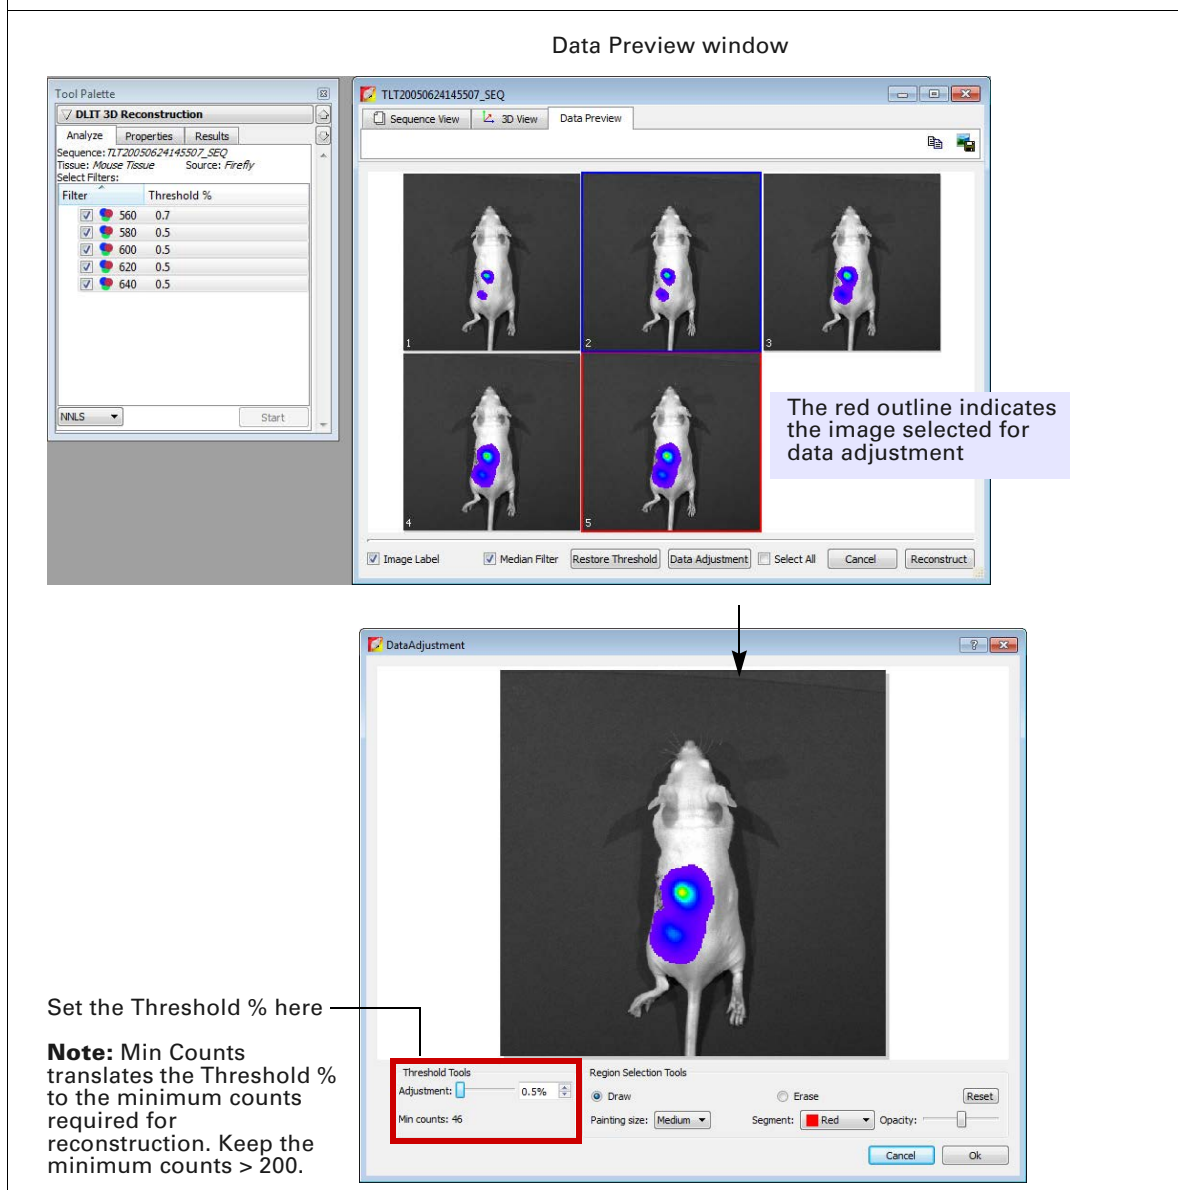 Data Preview window
Tool Palette
DLIT 3D Reconstruction
Analyze Properties Results
Sequence: TLT20050624145507_SEQ
Tissue: Mouse Tissue Source: Firefly
Select Filters:
Filter Threshold %
560 0.7
580 0.5
600 0.5
620 0.5
640 0.5
NNLS Start
TLT20050624145507_SEQ
Sequence View 3D View Data Preview
1
2
3
4
5
The red outline indicates
the image selected for
data adjustment
Image Label Median Filter Restore Threshold Data Adjustment Select All Cancel Reconstruct
DataAdjustment
Set the Threshold % here
Note: Min Counts
translates the Threshold %
to the minimum counts
required for
reconstruction. Keep the
minimum counts > 200.
Threshold Tools
Adjustment: 0.5%
Min counts: 46
Region Selection Tools
Draw Erase Reset
Painting size: Medium Segment: Red Opacity:
Cancel Ok